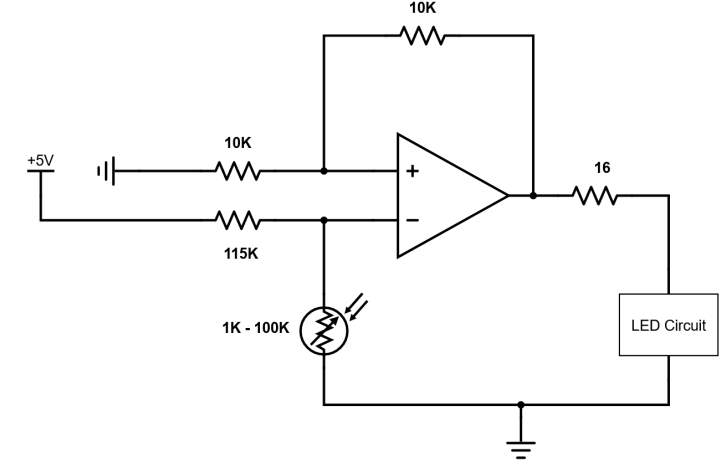 10K
10K
+5V
+
16
−
115K
1K - 100K
LED Circuit